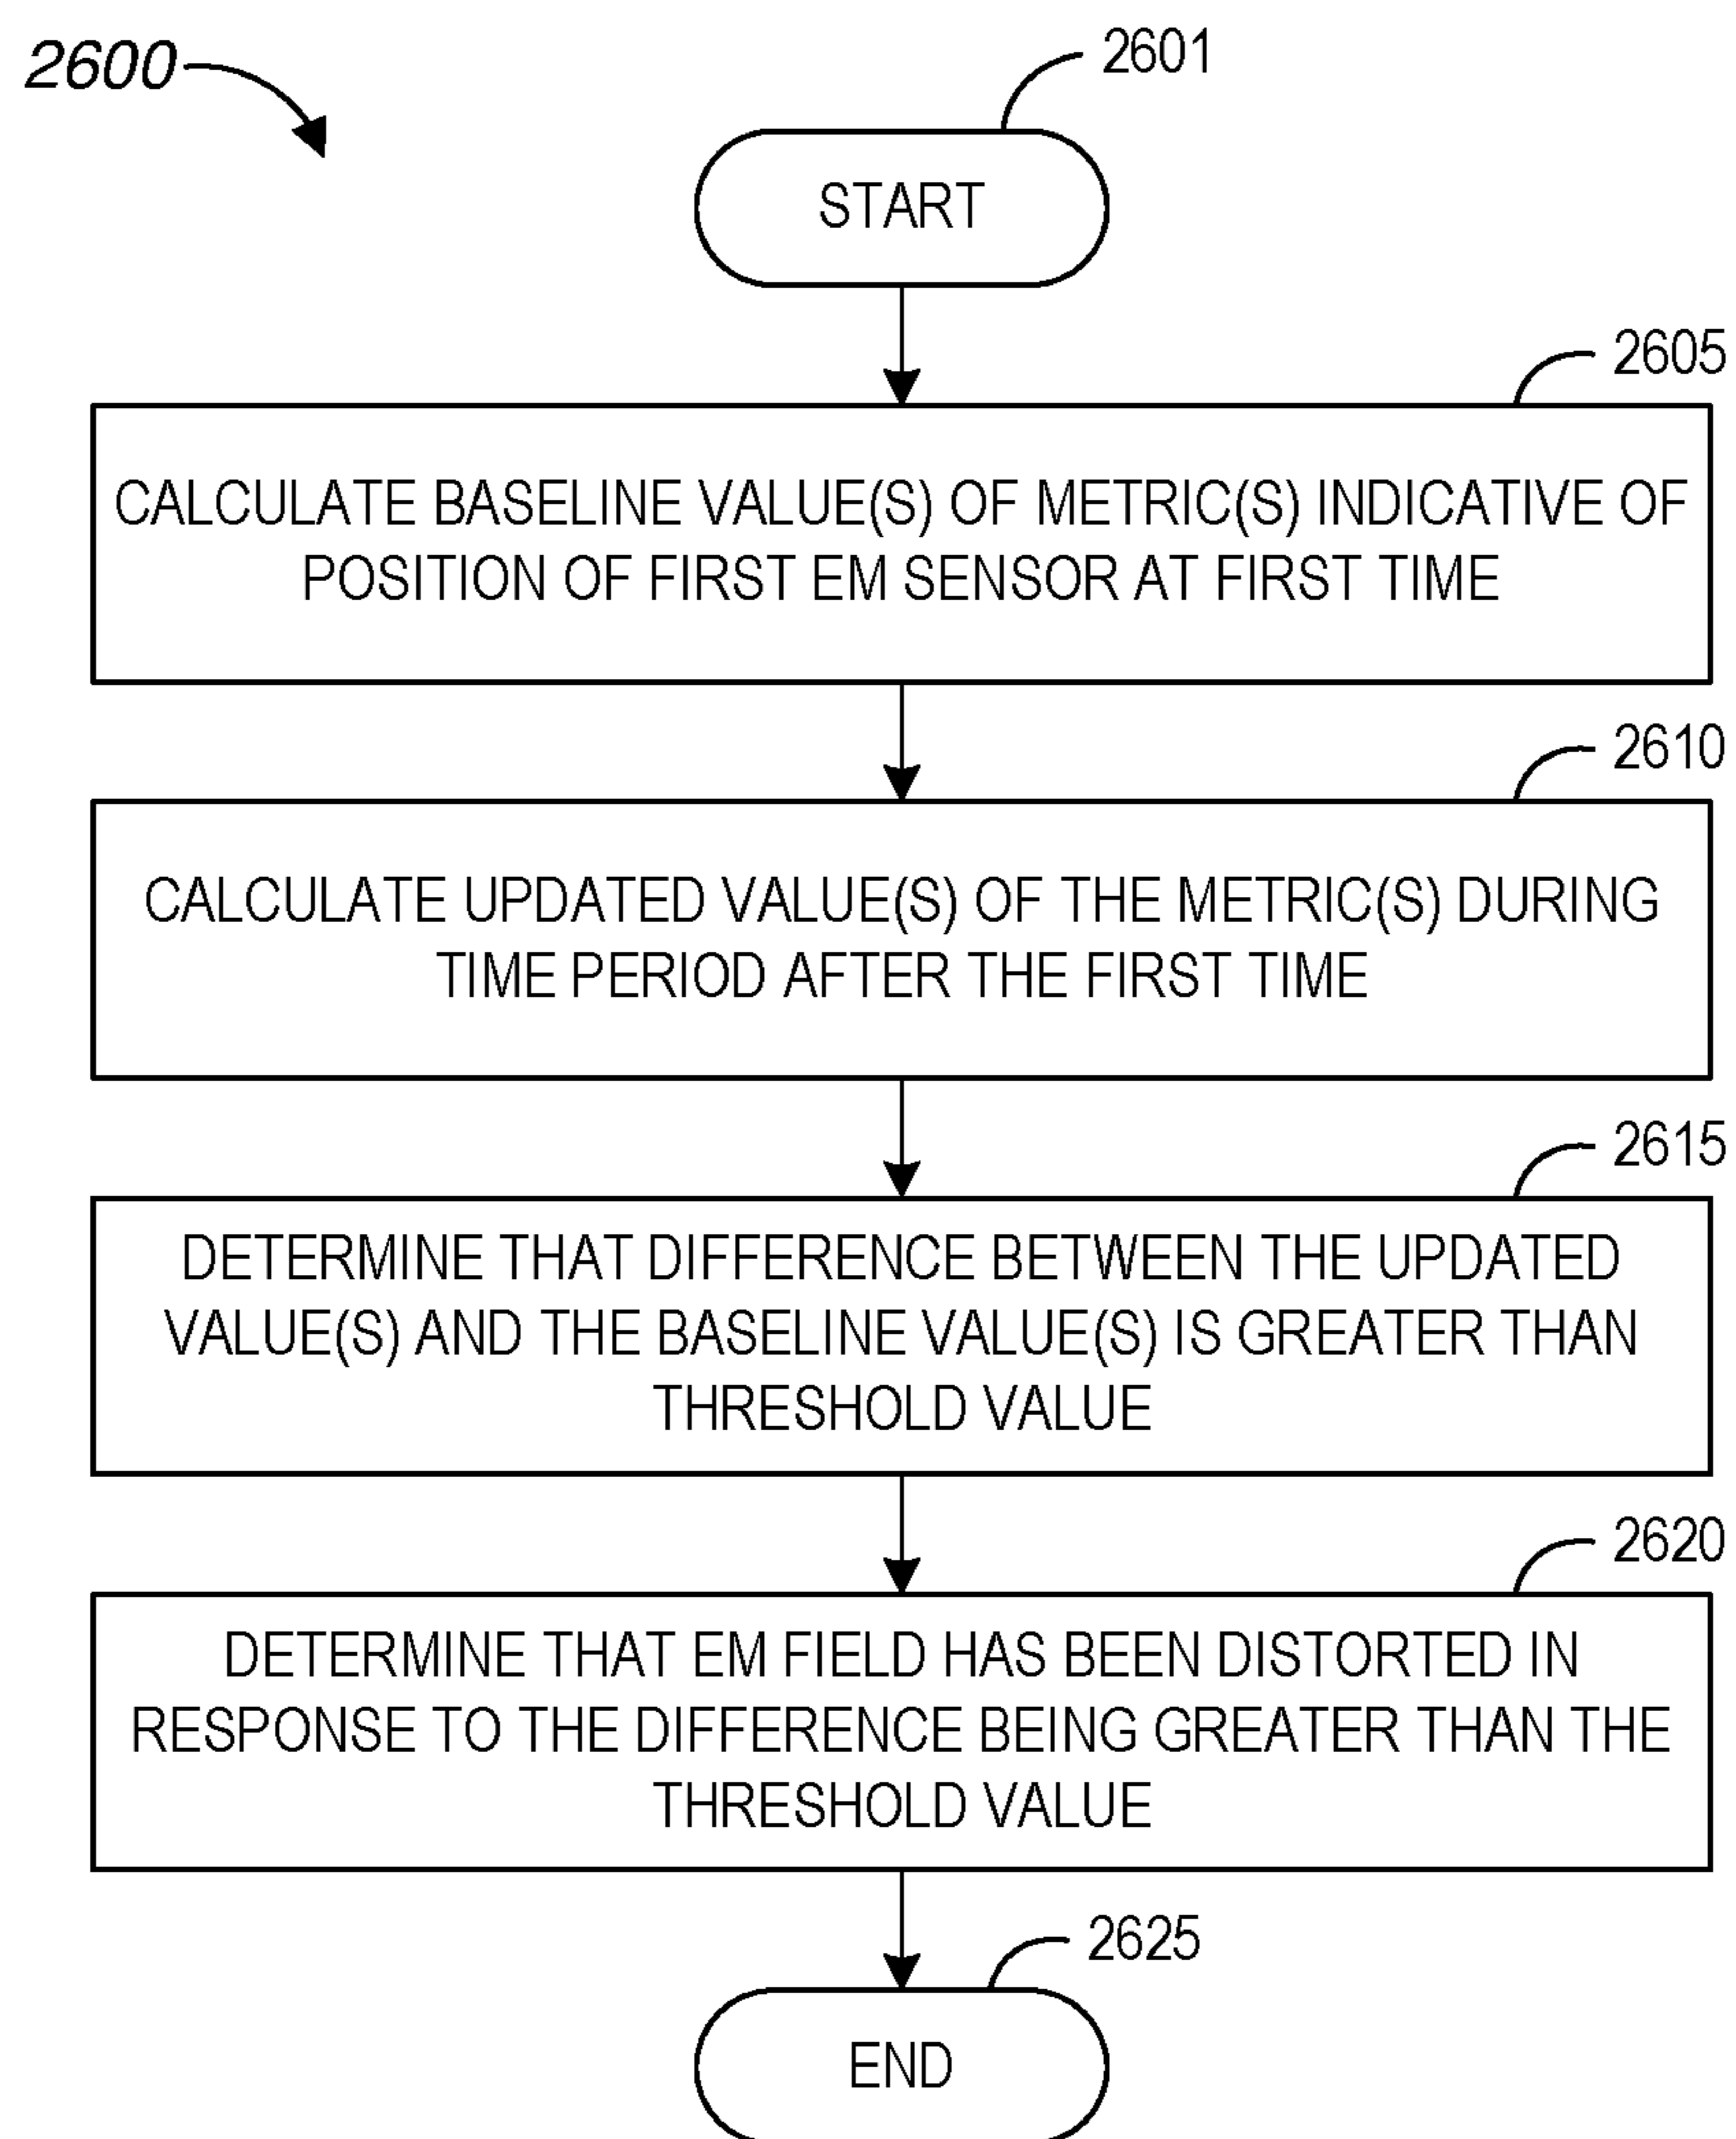 2600
2601
START
2605
CALCULATE BASELINE VALUE(S) OF METRIC(S) INDICATIVE OF
POSITION OF FIRST EM SENSOR AT FIRST TIME
2610
CALCULATE UPDATED VALUE(S) OF THE METRIC(S) DURING
TIME PERIOD AFTER THE FIRST TIME
2615
DETERMINE THAT DIFFERENCE BETWEEN THE UPDATED
VALUE(S) AND THE BASELINE VALUE(S) IS GREATER THAN
THRESHOLD VALUE
2620
DETERMINE THAT EM FIELD HAS BEEN DISTORTED IN
RESPONSE TO THE DIFFERENCE BEING GREATER THAN THE
THRESHOLD VALUE
2625
END